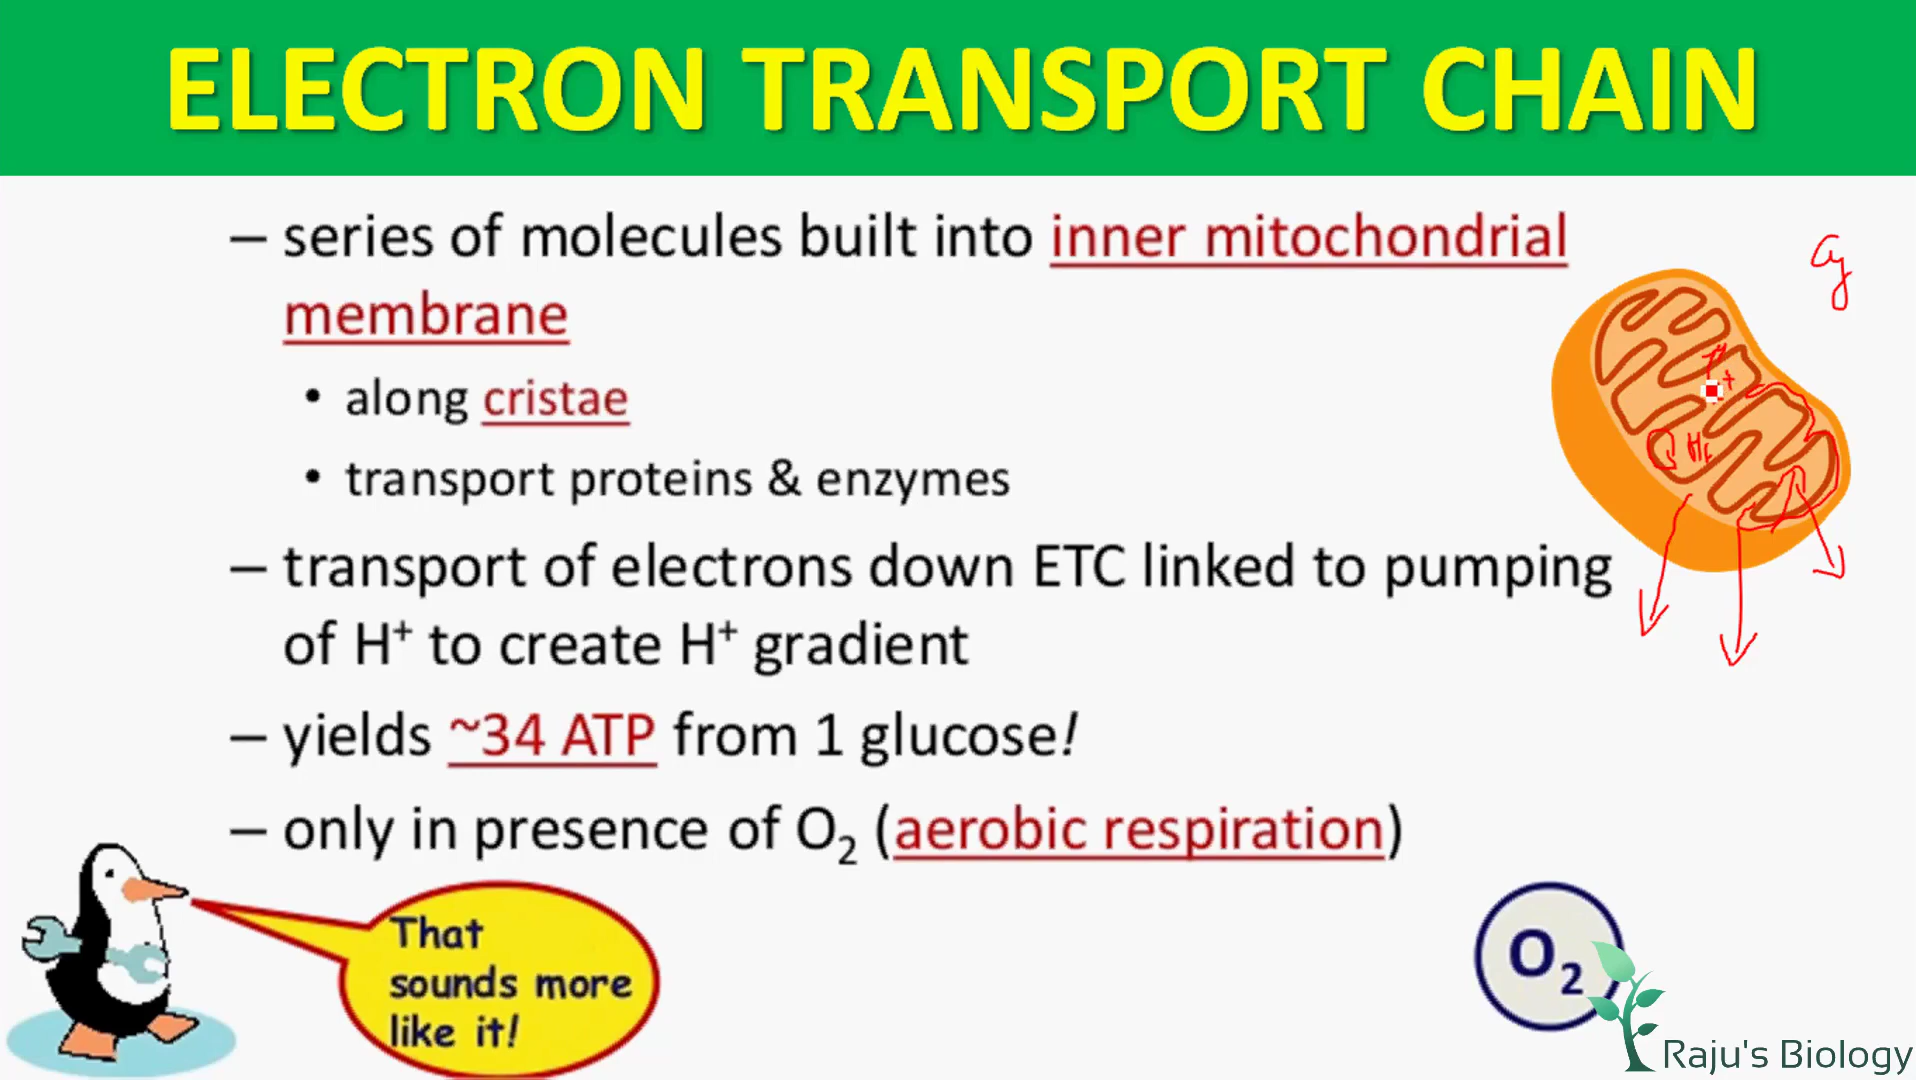 ELECTRON TRANSPORT CHAIN
– series of molecules built into inner mitochondrial
membrane
• along cristae
• transport proteins & enzymes
– transport of electrons down ETC linked to pumping
of H⁺ to create H⁺ gradient
– yields ~34 ATP from 1 glucose!
– only in presence of O₂ (aerobic respiration)
Cy
That
sounds more
like it!
O₂
Raju's Biology